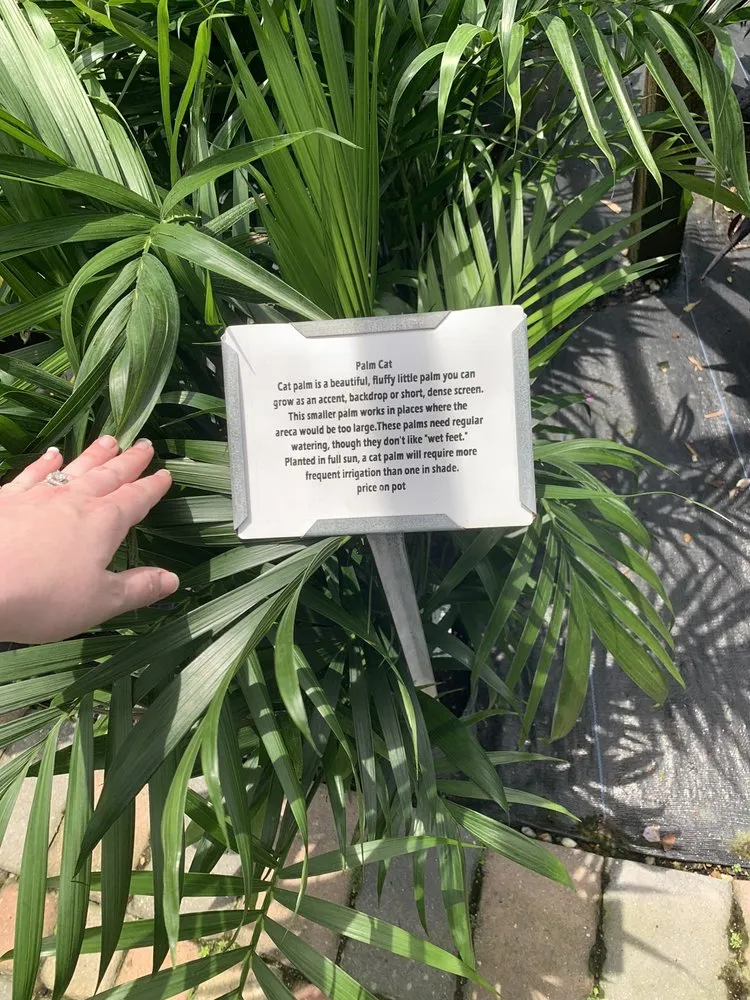 Palm Cat
Cat palm is a beautiful, fluffy little palm you can
grow as an accent, backdrop or short, dense screen.
This smaller palm works in places where the
areca would be too large.These palms need regular
watering, though they don't like "wet feet."
Planted in full sun, a cat palm will require more
frequent irrigation than one in shade.
price on pot